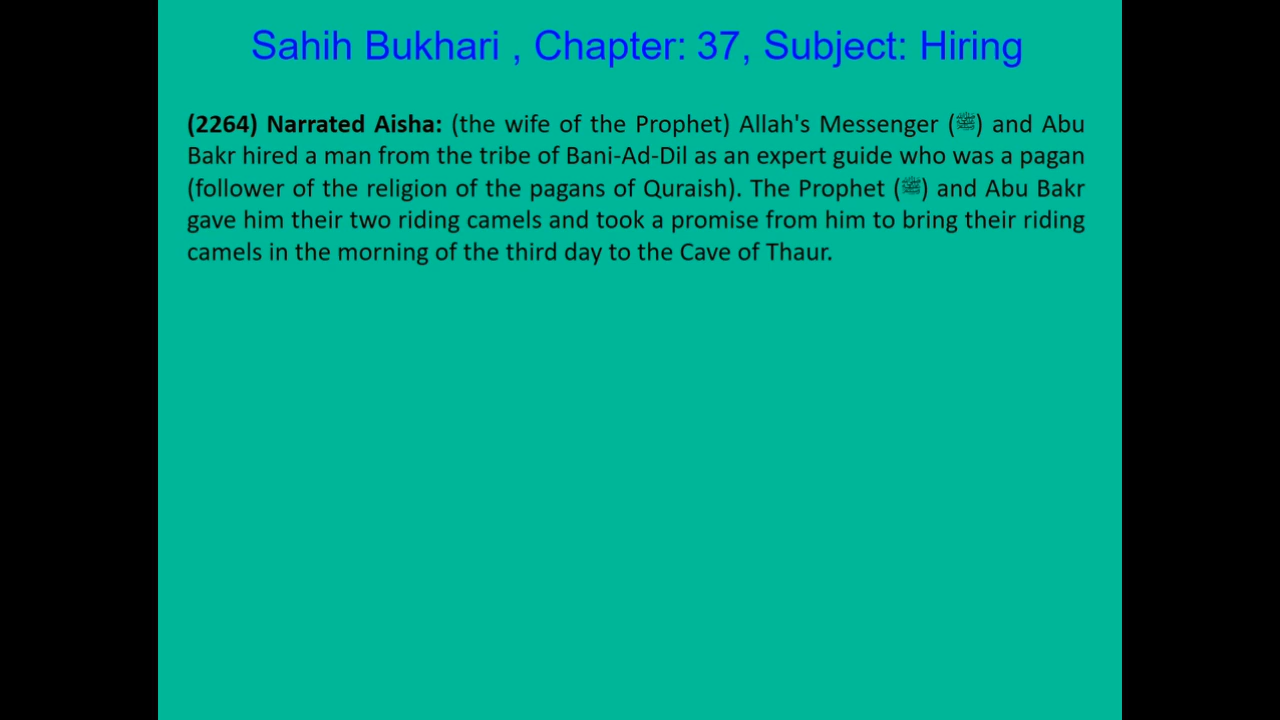 Sahih Bukhari , Chapter: 37, Subject: Hiring
(2264) Narrated Aisha: (the wife of the Prophet) Allah's Messenger (ﷺ) and Abu
Bakr hired a man from the tribe of Bani-Ad-Dil as an expert guide who was a pagan
(follower of the religion of the pagans of Quraish). The Prophet (ﷺ) and Abu Bakr
gave him their two riding camels and took a promise from him to bring their riding
camels in the morning of the third day to the Cave of Thaur.